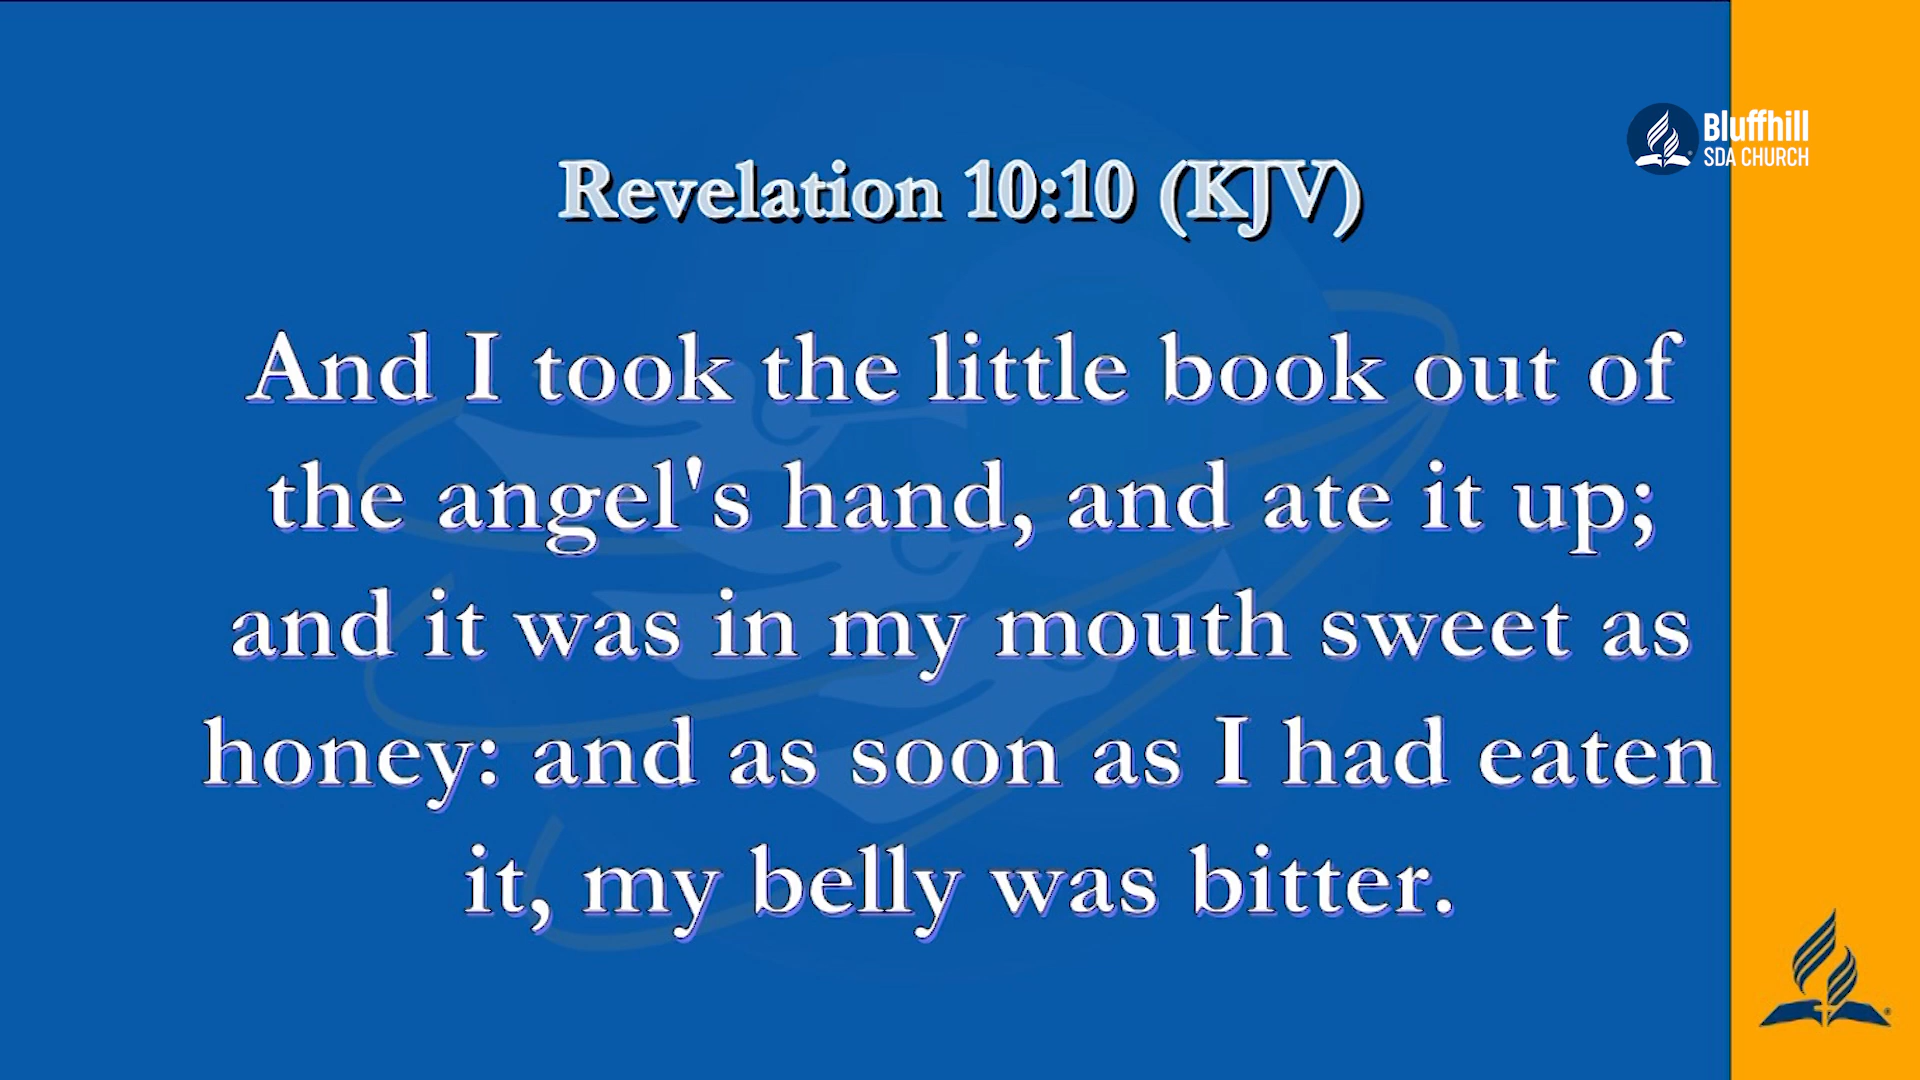 Bluffhill
SDA CHURCH
Revelation 10:10 (KJV)
And I took the little book out of
the angel's hand, and ate it up;
and it was in my mouth sweet as
honey: and as soon as I had eaten
it, my belly was bitter.